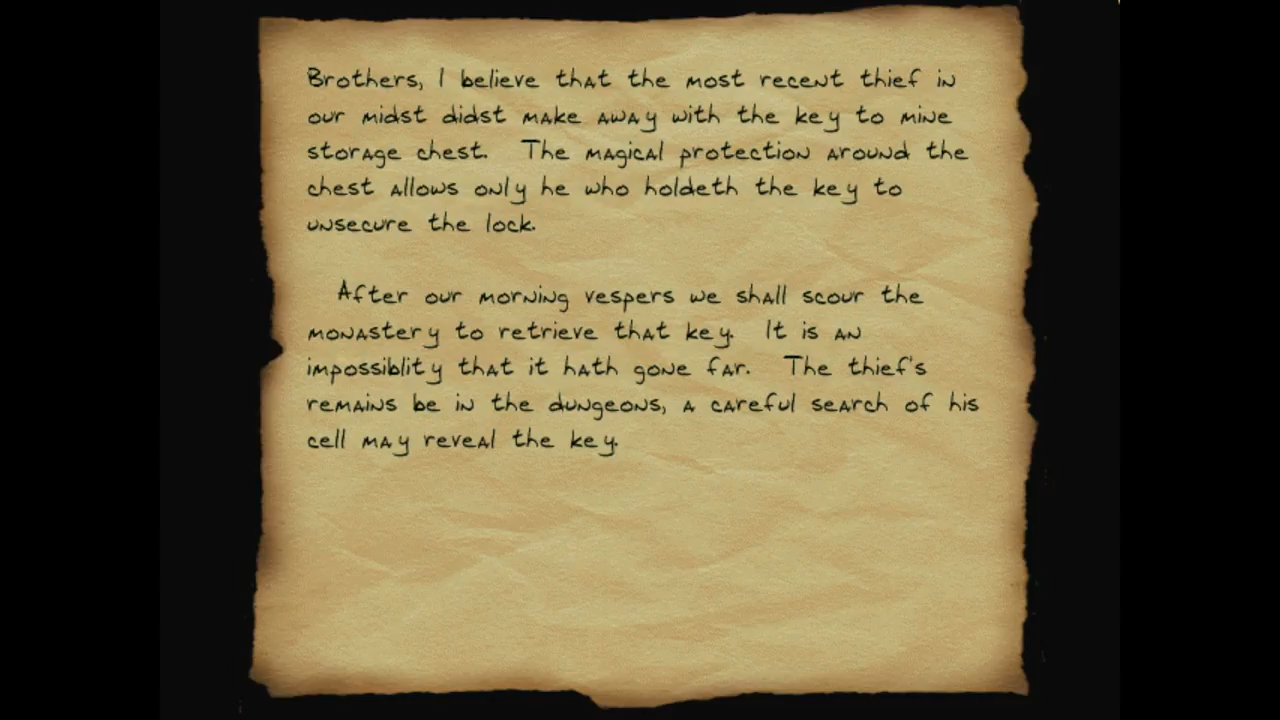 Brothers, I believe that the most recent thief in
our midst didst make away with the key to mine
storage chest. The magical protection around the
chest allows only he who holdeth the key to
unsecure the lock.
After our morning vespers we shall scour the
monastery to retrieve that key. It is an
impossiblity that it hath gone far. The thief's
remains be in the dungeons, a careful search of his
cell may reveal the key.